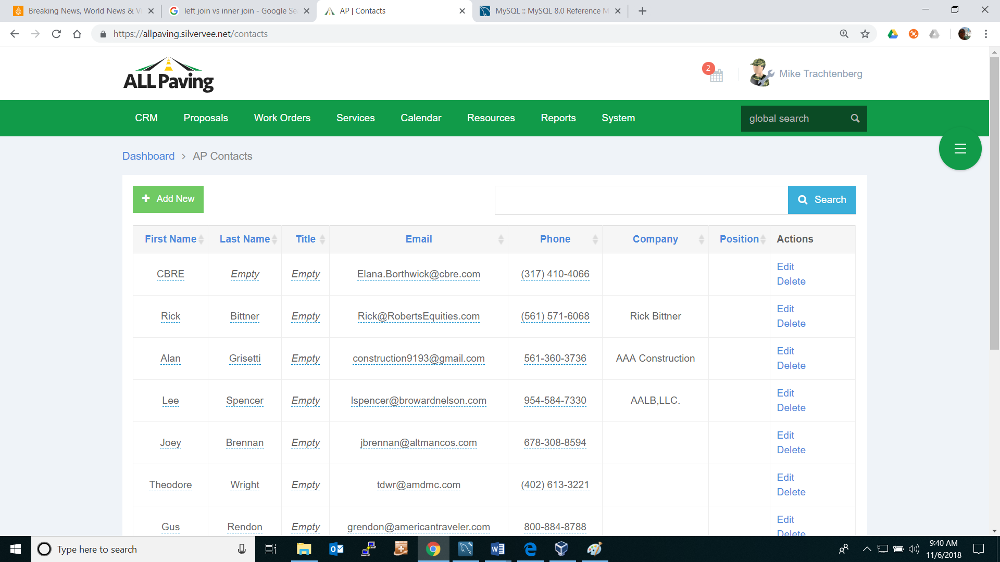 Breaking News, World News & Vi
left join vs inner join - Google Se
AP | Contacts
MySQL :: MySQL 8.0 Reference M
https://allpaving.silvervee.net/contacts
ALL Paving
2
Mike Trachtenberg
CRM Proposals Work Orders Services Calendar Resources Reports System
global search
Dashboard > AP Contacts
Add New
Search
First Name Last Name Title Email Phone Company Position Actions
CBRE Empty Empty Elana.Borthwick@cbre.com (317) 410-4066 Edit
Delete
Rick Bittner Empty Rick@RobertsEquities.com (561) 571-6068 Rick Bittner Edit
Delete
Alan Grisetti Empty construction9193@gmail.com 561-360-3736 AAA Construction Edit
Delete
Lee Spencer Empty lspencer@browardnelson.com 954-584-7330 AALB,LLC. Edit
Delete
Joey Brennan Empty jbrennan@altmancos.com 678-308-8594 Edit
Delete
Theodore Wright Empty tdwr@amdmc.com (402) 613-3221 Edit
Delete
Gus Rendon Empty grendon@americantraveler.com 800-884-8788 Edit
Delete
Type here to search
9:40 AM
11/6/2018